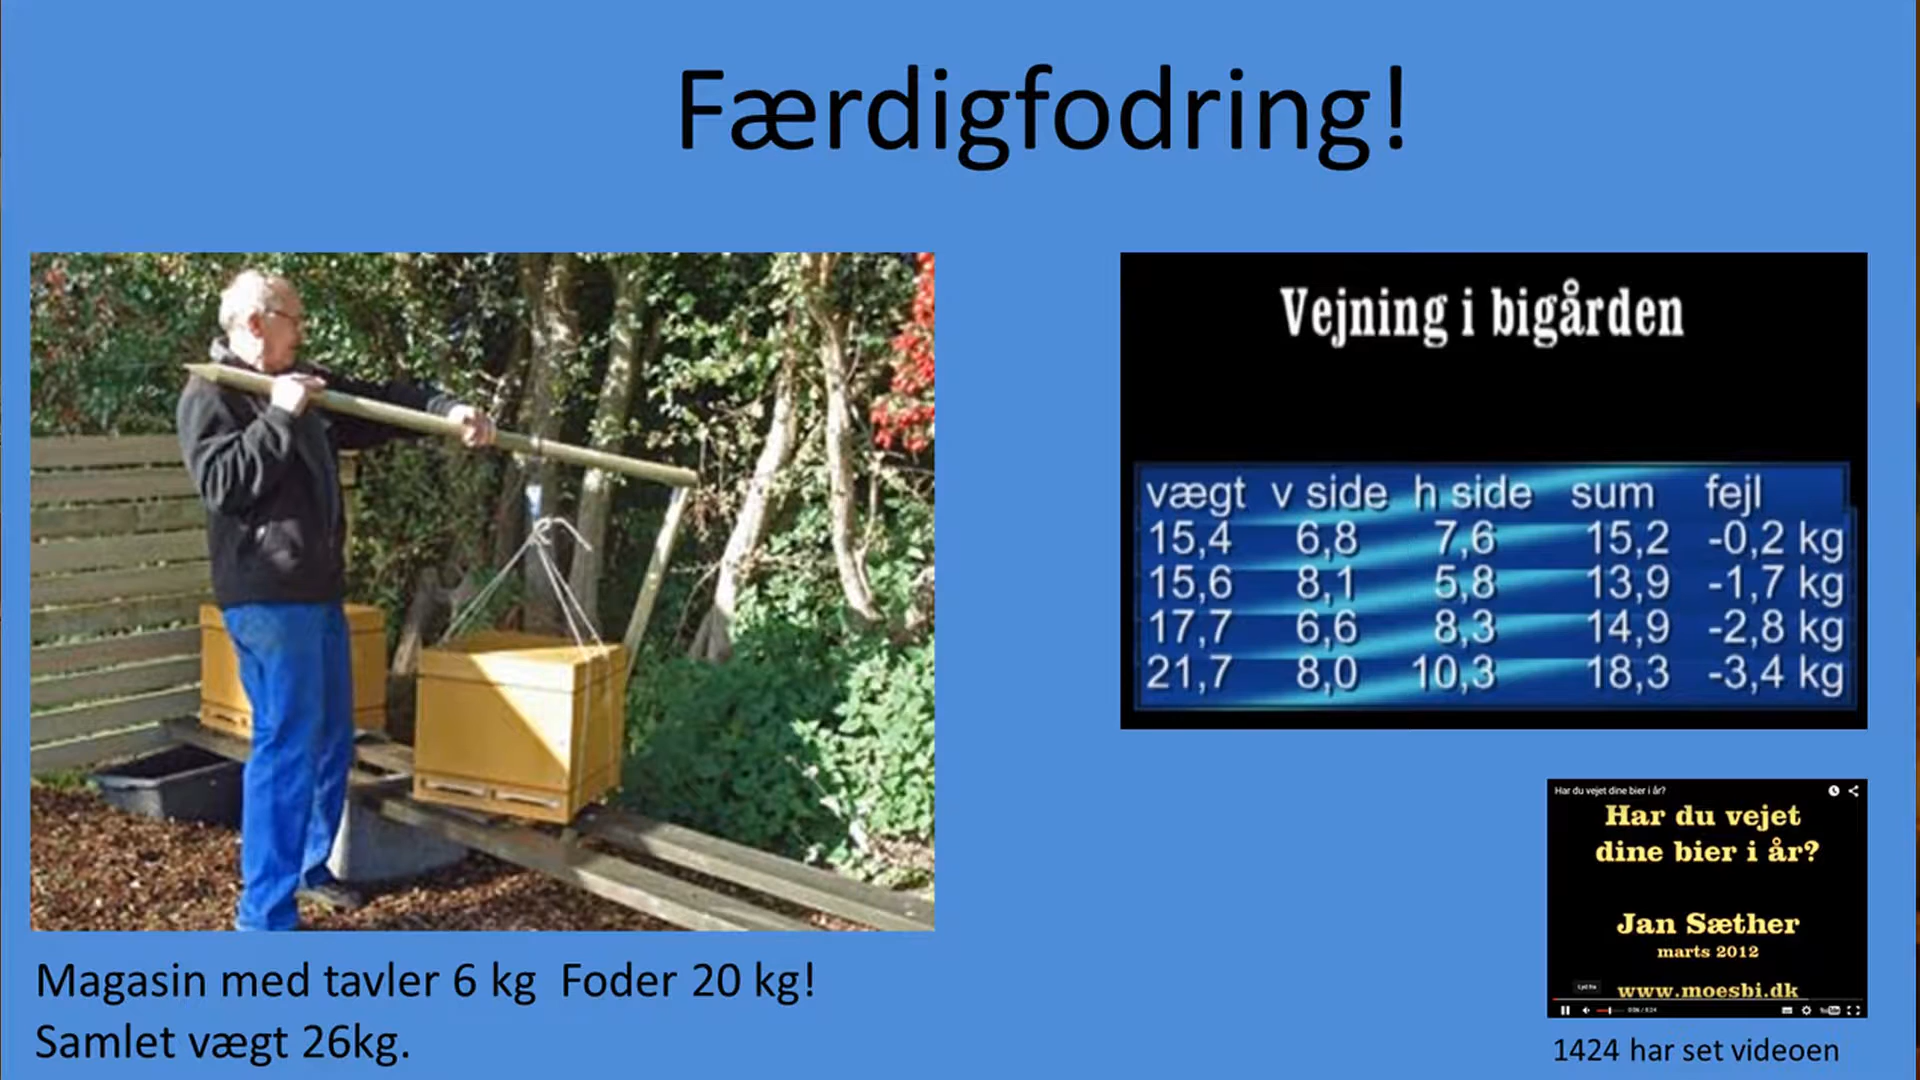 Færdigfodring!
Vejning i bigården
vægt v side h side sum fejl
15,4 6,8 7,6 15,2 -0,2 kg
15,6 8,1 5,8 13,9 -1,7 kg
17,7 6,6 8,3 14,9 -2,8 kg
21,7 8,0 10,3 18,3 -3,4 kg
Har du vejet dine bier i år?
Har du vejet
dine bier i år?
Jan Sæther
marts 2012
www.moesbi.dk
1424 har set videoen
Magasin med tavler 6 kg Foder 20 kg!
Samlet vægt 26kg.